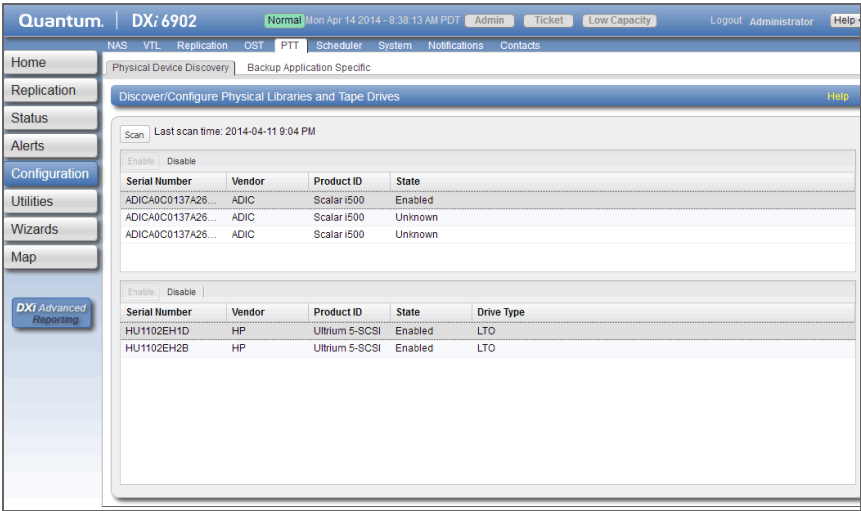 Quantum. DXi 6902 Normal Mon Apr 14 2014 - 8:38:13 AM PDT Admin Ticket Low Capacity Logout Administrator Help
NAS VTL Replication OST PTT Scheduler System Notifications Contacts
Home
Replication
Status
Alerts
Configuration
Utilities
Wizards
Map
DXi Advanced
Reporting
Physical Device Discovery Backup Application Specific
Discover/Configure Physical Libraries and Tape Drives Help
Scan Last scan time: 2014-04-11 9:04 PM
Enable Disable
Serial Number Vendor Product ID State
ADICA0C0137A26... ADIC Scalar i500 Enabled
ADICA0C0137A26... ADIC Scalar i500 Unknown
ADICA0C0137A26... ADIC Scalar i500 Unknown
Enable Disable
Serial Number Vendor Product ID State Drive Type
HU1102EH1D HP Ultrium 5-SCSI Enabled LTO
HU1102EH2B HP Ultrium 5-SCSI Enabled LTO